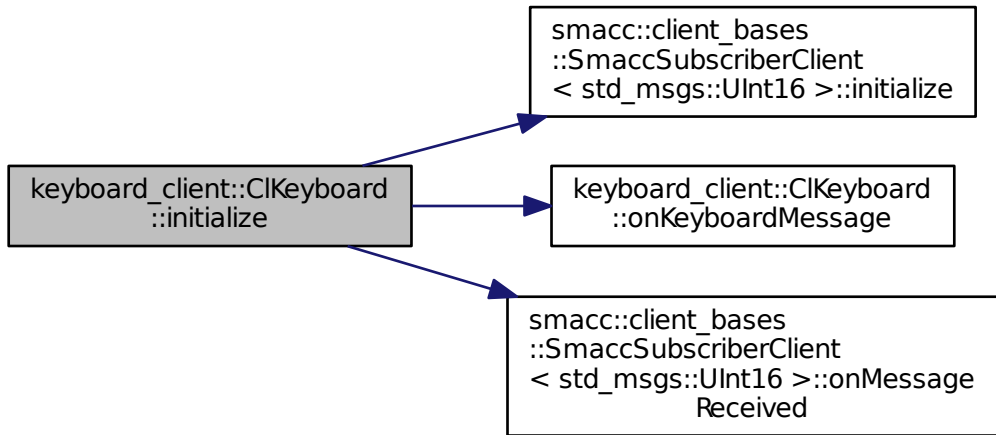 keyboard_client::ClKeyboard
::initialize
smacc::client_bases
::SmaccSubscriberClient
< std_msgs::UInt16 >::initialize
keyboard_client::ClKeyboard
::onKeyboardMessage
smacc::client_bases
::SmaccSubscriberClient
< std_msgs::UInt16 >::onMessage
Received